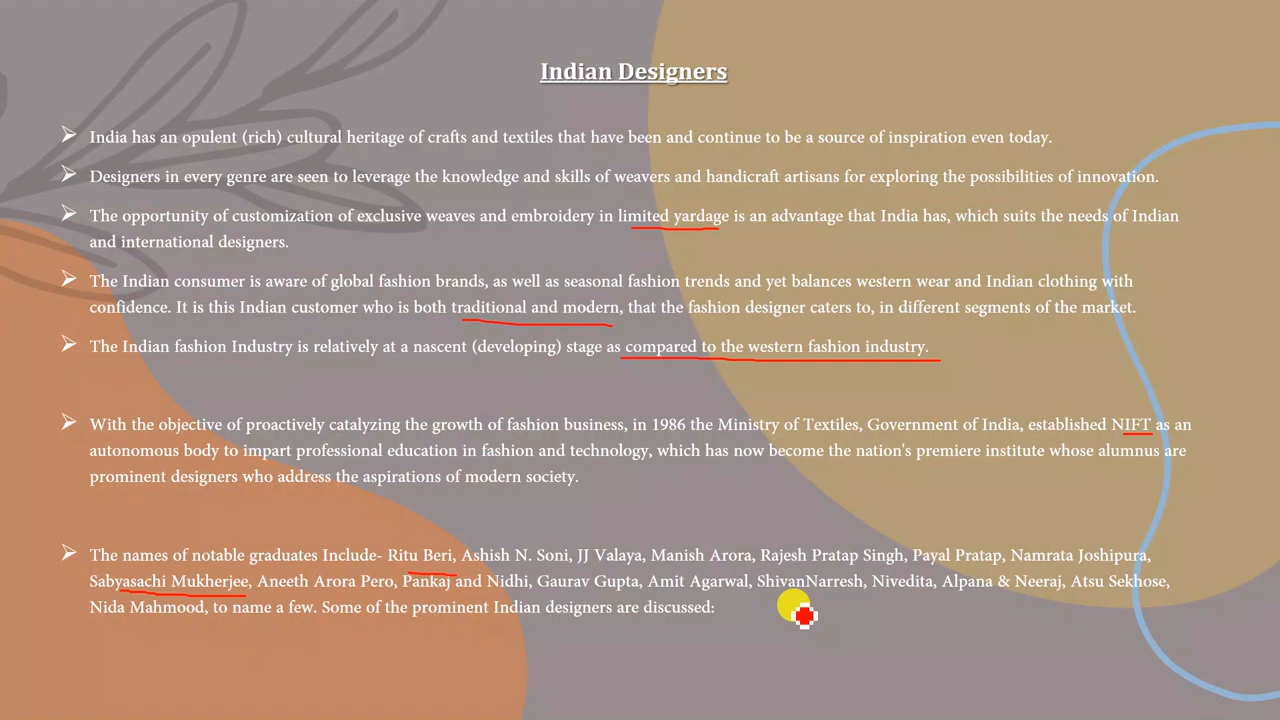 Indian Designers
India has an opulent (rich) cultural heritage of crafts and textiles that have been and continue to be a source of inspiration even today.
Designers in every genre are seen to leverage the knowledge and skills of weavers and handicraft artisans for exploring the possibilities of innovation.
The opportunity of customization of exclusive weaves and embroidery in limited yardage is an advantage that India has, which suits the needs of Indian
and international designers.
The Indian consumer is aware of global fashion brands, as well as seasonal fashion trends and yet balances western wear and Indian clothing with
confidence. It is this Indian customer who is both traditional and modern, that the fashion designer caters to, in different segments of the market.
The Indian fashion Industry is relatively at a nascent (developing) stage as compared to the western fashion industry.
With the objective of proactively catalyzing the growth of fashion business, in 1986 the Ministry of Textiles, Government of India, established NIFT as an
autonomous body to impart professional education in fashion and technology, which has now become the nation's premiere institute whose alumnus are
prominent designers who address the aspirations of modern society.
The names of notable graduates Include- Ritu Beri, Ashish N. Soni, JJ Valaya, Manish Arora, Rajesh Pratap Singh, Payal Pratap, Namrata Joshipura,
Sabyasachi Mukherjee, Aneeth Arora Pero, Pankaj and Nidhi, Gaurav Gupta, Amit Agarwal, ShivanNarresh, Nivedita, Alpana & Neeraj, Atsu Sekhose,
Nida Mahmood, to name a few. Some of the prominent Indian designers are discussed: